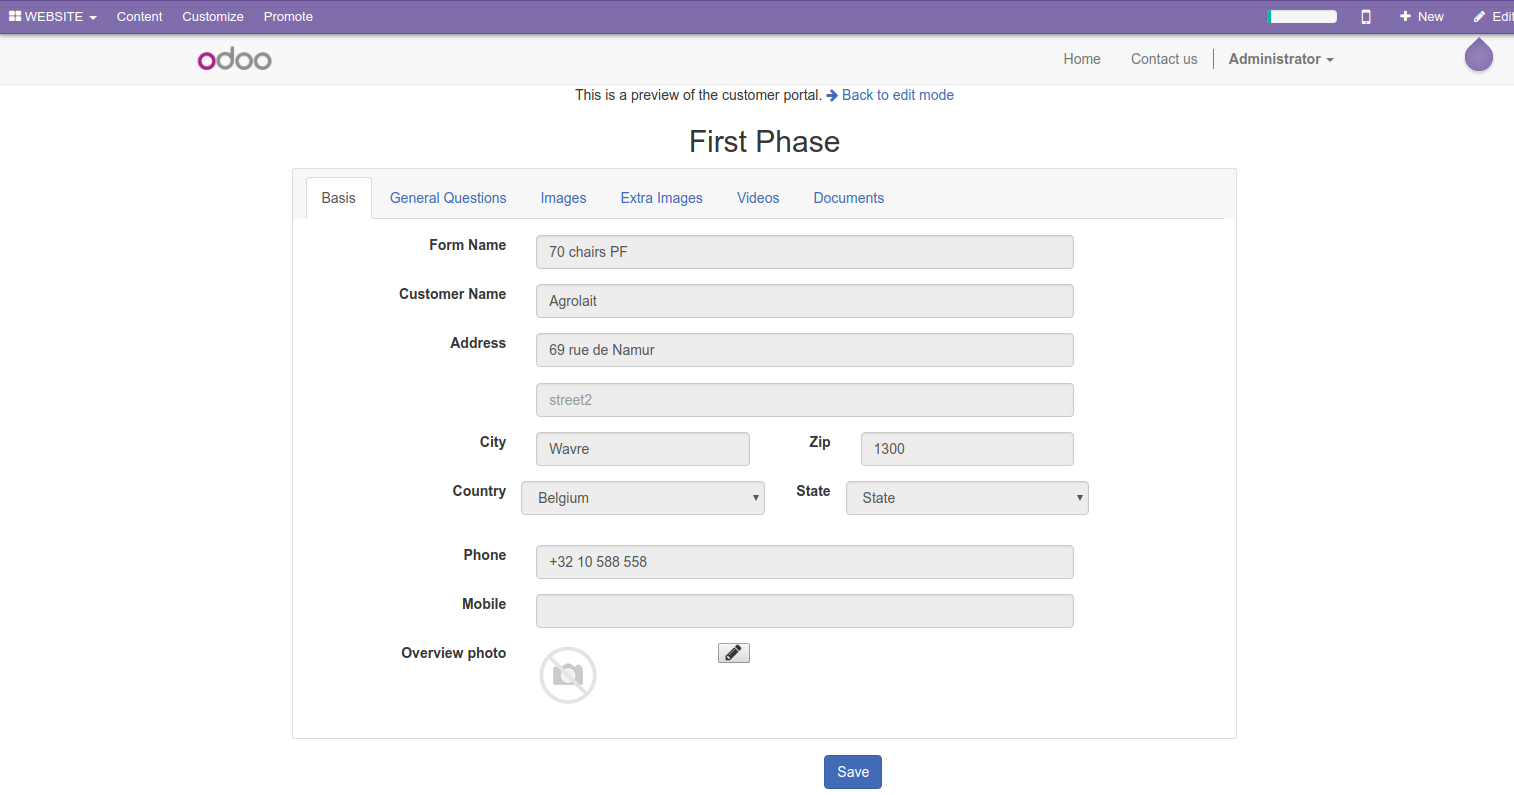 WEBSITE Content Customize Promote New Edit
odoo Home Contact us Administrator
This is a preview of the customer portal. Back to edit mode
First Phase
Basis General Questions Images Extra Images Videos Documents
Form Name 70 chairs PF
Customer Name Agrolait
Address 69 rue de Namur
street2
City Wavre Zip 1300
Country Belgium State State
Phone +32 10 588 558
Mobile
Overview photo
Save